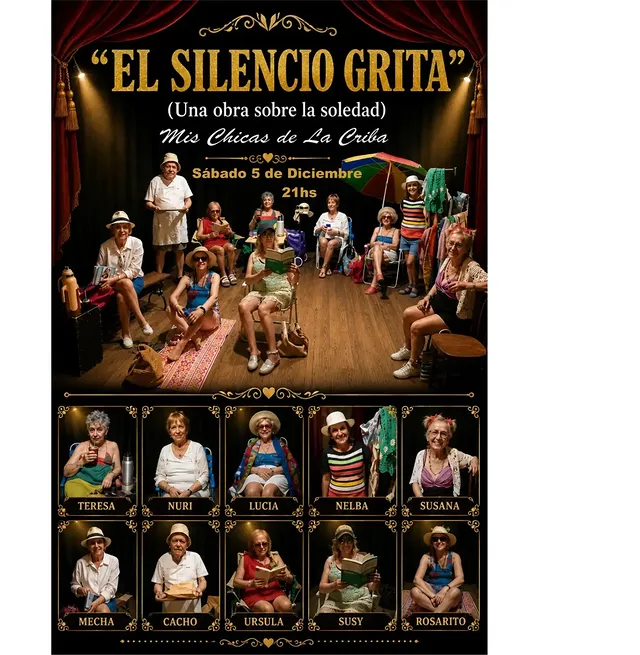 “EL SILENCIO GRITA”
(Una obra sobre la soledad)
Mis Chicas de La Criba
Sábado 5 de Diciembre
21hs
TERESA
NURI
LUCIA
NELBA
SUSANA
MECHA
CACHO
URSULA
SUSY
ROSARITO